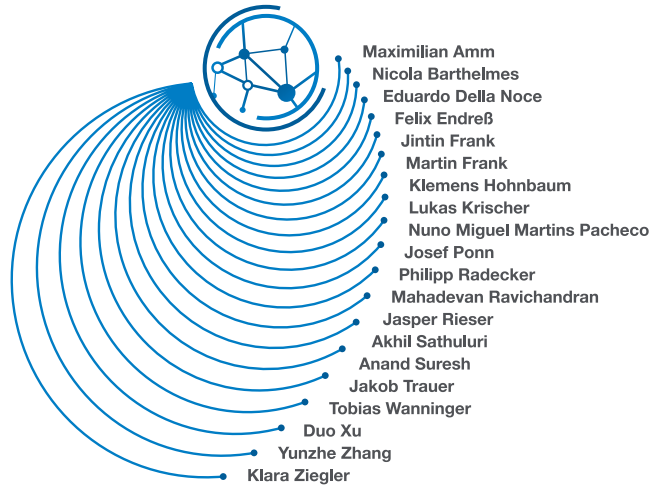 Maximilian Amm
Nicola Barthelmes
Eduardo Della Noce
Felix Endreß
Jintin Frank
Martin Frank
Klemens Hohnbaum
Lukas Krischer
Nuno Miguel Martins Pacheco
Josef Ponn
Philipp Radecker
Mahadevan Ravichandran
Jasper Rieser
Akhil Sathuluri
Anand Suresh
Jakob Trauer
Tobias Wanninger
Duo Xu
Yunzhe Zhang
Klara Ziegler